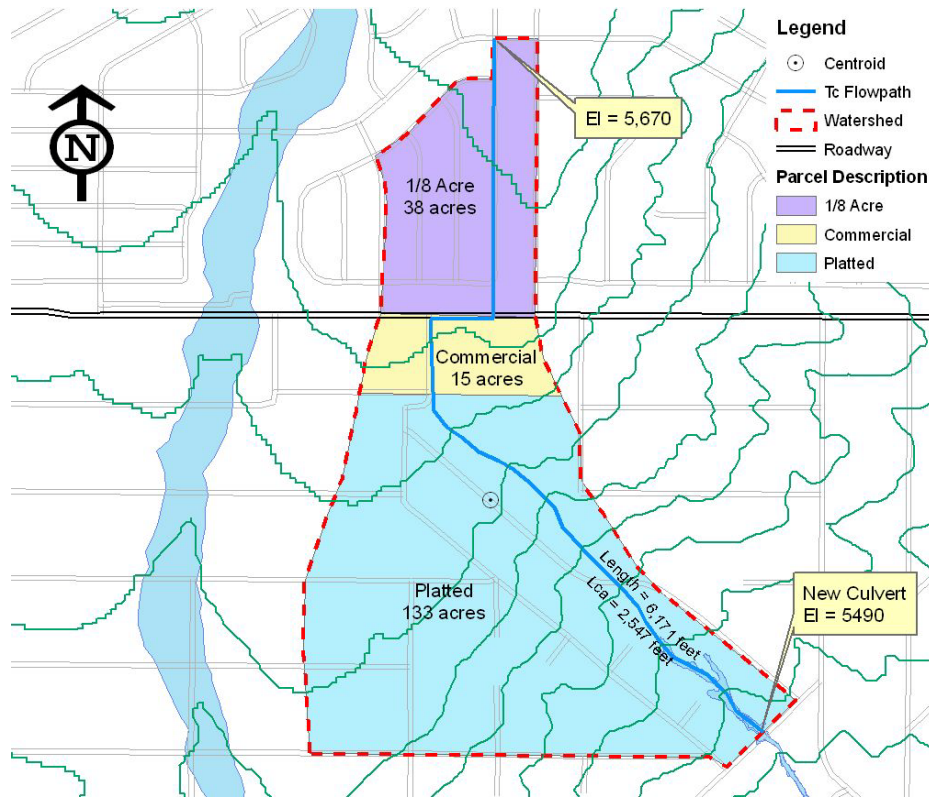 Legend
Centroid
Tc Flowpath
Watershed
Roadway
Parcel Description
1/8 Acre
Commercial
Platted
N
El = 5,670
1/8 Acre
38 acres
Commercial
15 acres
Platted
133 acres
Length = 6,171 feet
Lca = 2,547 feet
New Culvert
El = 5490